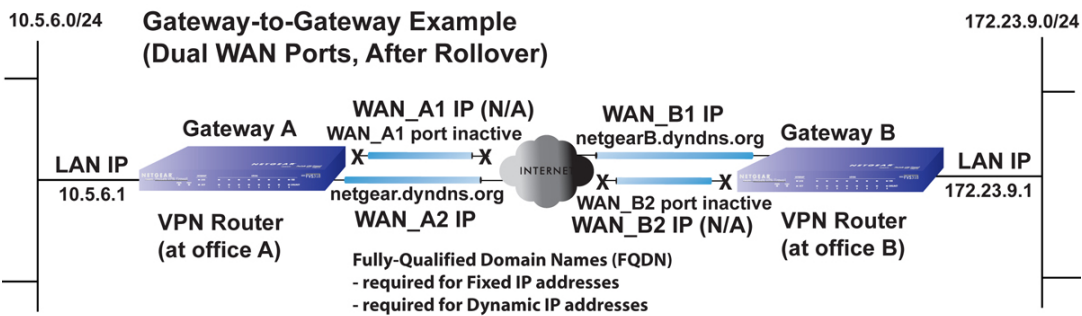 10.5.6.0/24
Gateway-to-Gateway Example
(Dual WAN Ports, After Rollover)
172.23.9.0/24
WAN_A1 IP (N/A)
WAN_A1 port inactive
WAN_B1 IP
netgearB.dyndns.org
Gateway A
Gateway B
X X
INTERNET
LAN IP
10.5.6.1
NETGEAR
NETGEAR
LAN IP
172.23.9.1
NETGEAR
NETGEAR
X X
netgear.dyndns.org
WAN_A2 IP
WAN_B2 port inactive
WAN_B2 IP (N/A)
VPN Router
(at office A)
VPN Router
(at office B)
Fully-Qualified Domain Names (FQDN)
- required for Fixed IP addresses
- required for Dynamic IP addresses